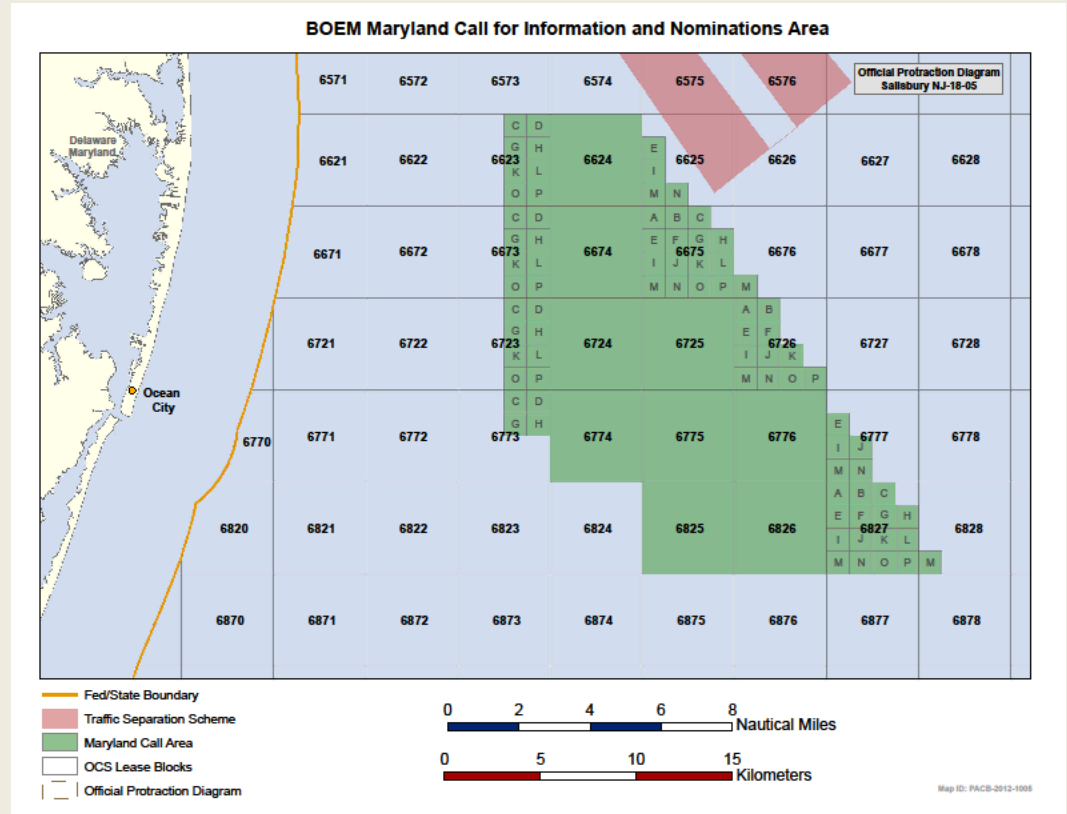 BOEM Maryland Call for Information and Nominations Area
6571 6572 6573 6574 6575 6576
Official Protraction Diagram
Salisbury NJ-18-05
Delaware
Maryland
C D
G H
6621 6622 6623 6624 6625 6626 6627 6628
E
K L
I
O P
M N
C D
A B C
G H
E F G H
6671 6672 6673 6674 6675 6676 6677 6678
K L
I J K L
O P
M N O P M
C D
A B
G H
E F
6721 6722 6723 6724 6725 6726 6727 6728
K L
I J K
O P
M N O P
Ocean
City
C D
G H
E
6770 6771 6772 6773 6774 6775 6776 6777 6778
I J
M N
A B C
E F G H
6820 6821 6822 6823 6824 6825 6826 6827 6828
I J K L
M N O P M
6870 6871 6872 6873 6874 6875 6876 6877 6878
Fed/State Boundary
Traffic Separation Scheme
Maryland Call Area
OCS Lease Blocks
Official Protraction Diagram
0 2 4 6 8
Nautical Miles
0 5 10 15
Kilometers
Map ID: PACB-2012-1005